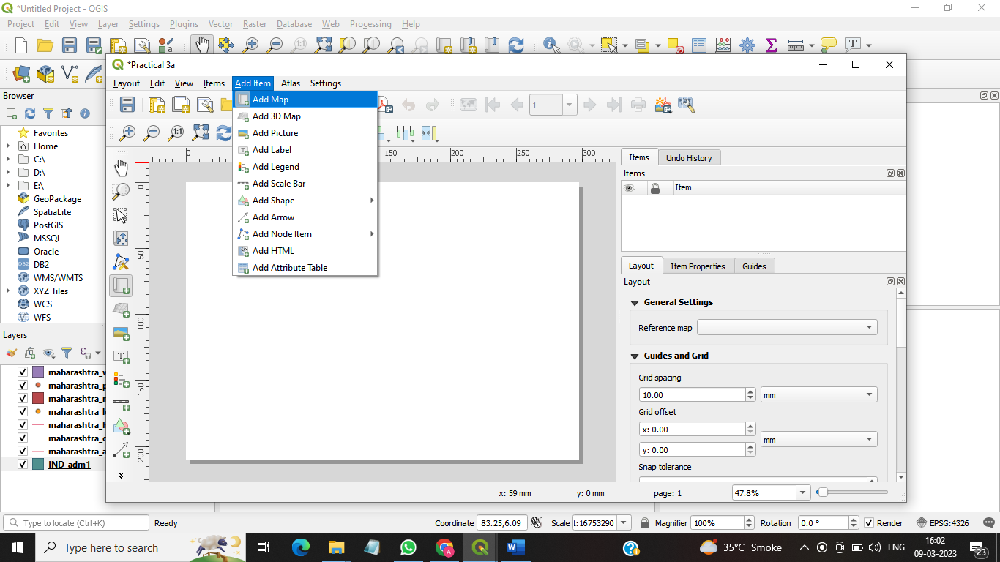 *Untitled Project - QGIS
Project Edit View Layer Settings Plugins Vector Raster Database Web Processing Help
*Practical 3a
Layout Edit View Items Add Item Atlas Settings
Add Map
Add 3D Map
Add Picture
Add Label
Add Legend
Add Scale Bar
Add Shape
Add Arrow
Add Node Item
Add HTML
Add Attribute Table
1
0 150 200 250 300
0
50
100
150
200
Browser
Favorites
Home
C:\
D:\
E:\
GeoPackage
SpatiaLite
PostGIS
MSSQL
Oracle
DB2
WMS/WMTS
XYZ Tiles
WCS
WFS
Layers
maharashtra_
maharashtra_
maharashtra_
maharashtra_
maharashtra_
maharashtra_
maharashtra_
IND_adm1
Items Undo History
Items
Item
Layout Item Properties Guides
Layout
General Settings
Reference map
Guides and Grid
Grid spacing
10.00 mm
Grid offset
x: 0.00
mm
y: 0.00
Snap tolerance
x: 59 mm y: 0 mm page: 1 47.8%
Type to locate (Ctrl+K) Ready Coordinate 83.25,6.09 Scale 1:16753290 Magnifier 100% Rotation 0.0 ° Render EPSG:4326
Type here to search 35°C Smoke ENG 16:02
09-03-2023 23